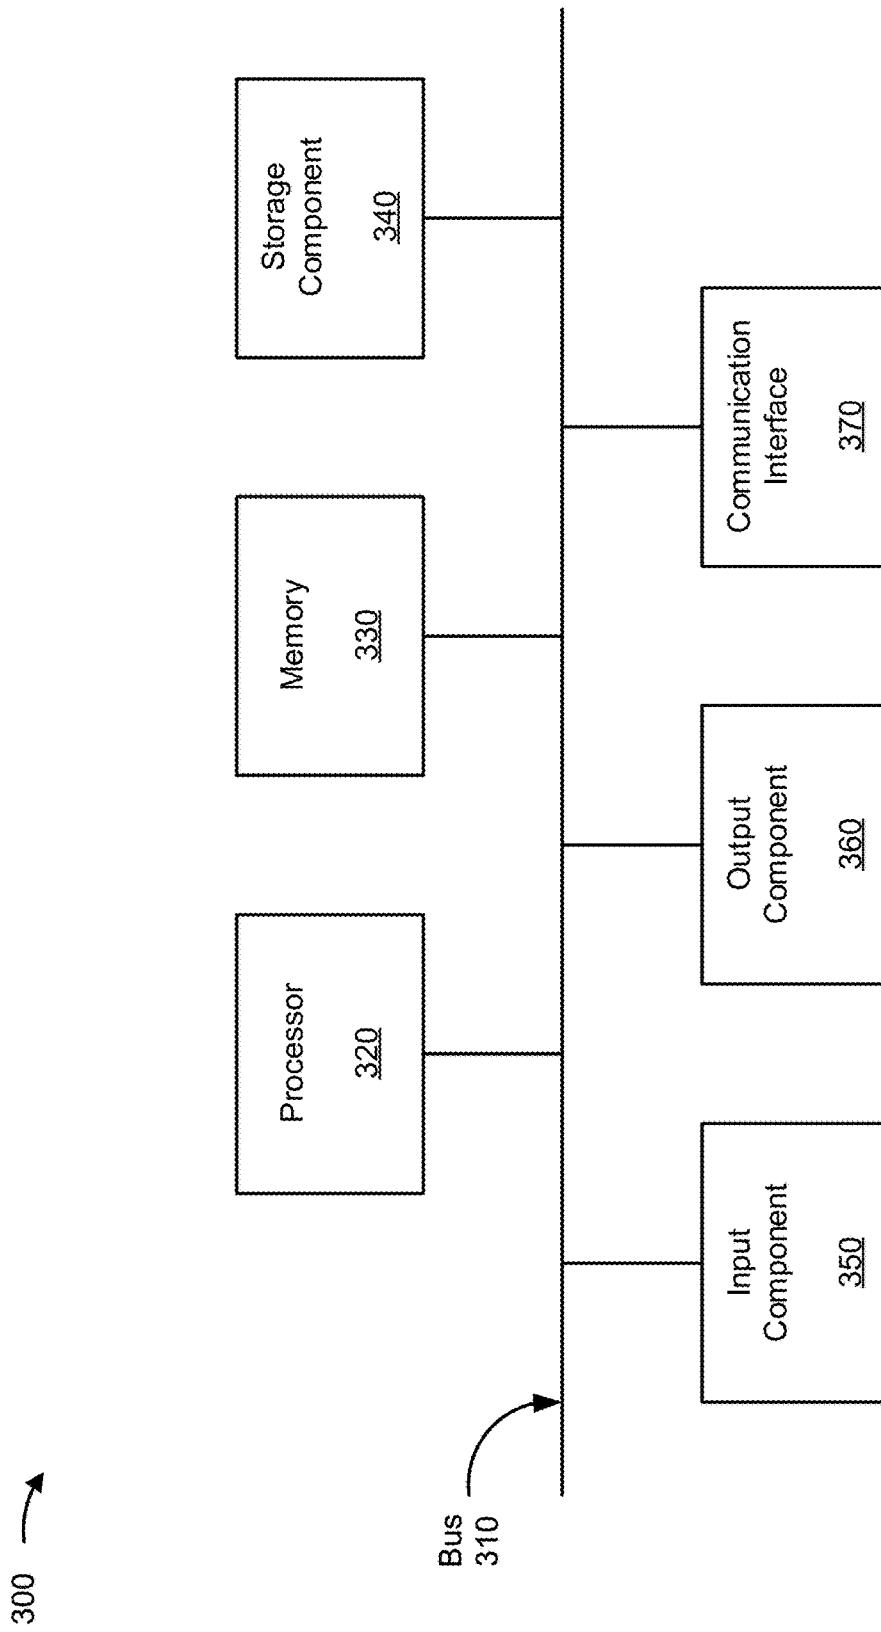 300
Bus
310
Processor
320
Memory
330
Storage
Component
340
Input
Component
350
Output
Component
360
Communication
Interface
370